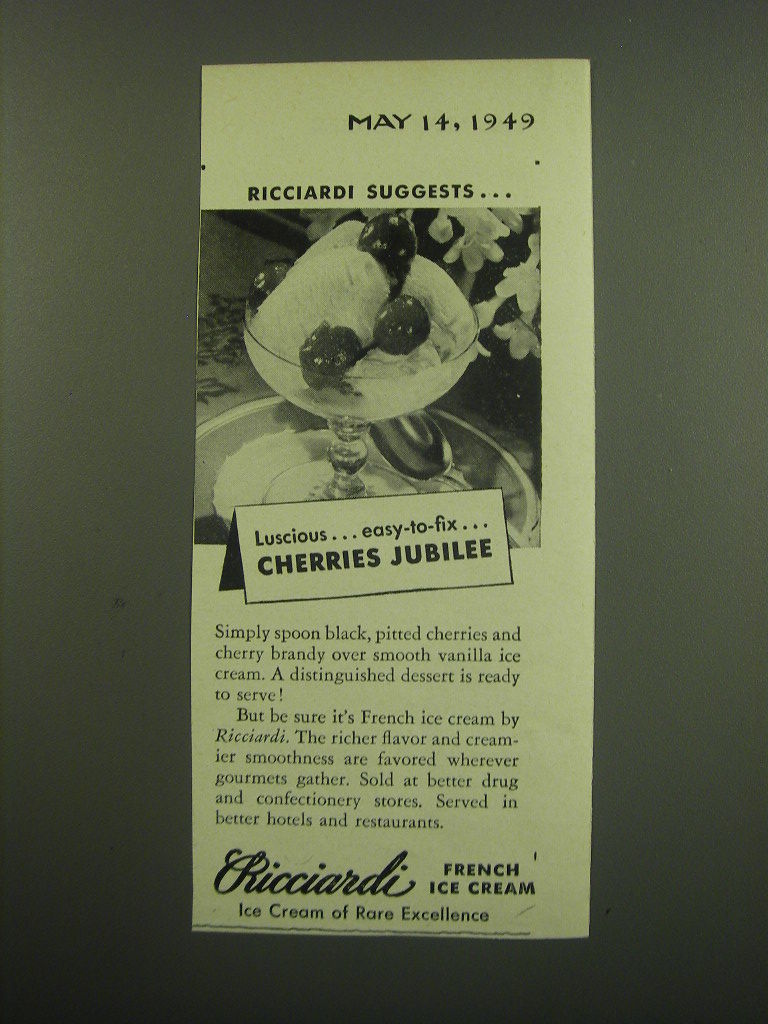 MAY 14, 1949
RICCIARDI SUGGESTS...
Luscious...easy-to-fix...
CHERRIES JUBILEE
Simply spoon black, pitted cherries and
cherry brandy over smooth vanilla ice
cream. A distinguished dessert is ready
to serve!
But be sure it's French ice cream by
Ricciardi. The richer flavor and cream-
ier smoothness are favored wherever
gourmets gather. Sold at better drug
and confectionery stores. Served in
better hotels and restaurants.
Ricciardi FRENCH
ICE CREAM
Ice Cream of Rare Excellence